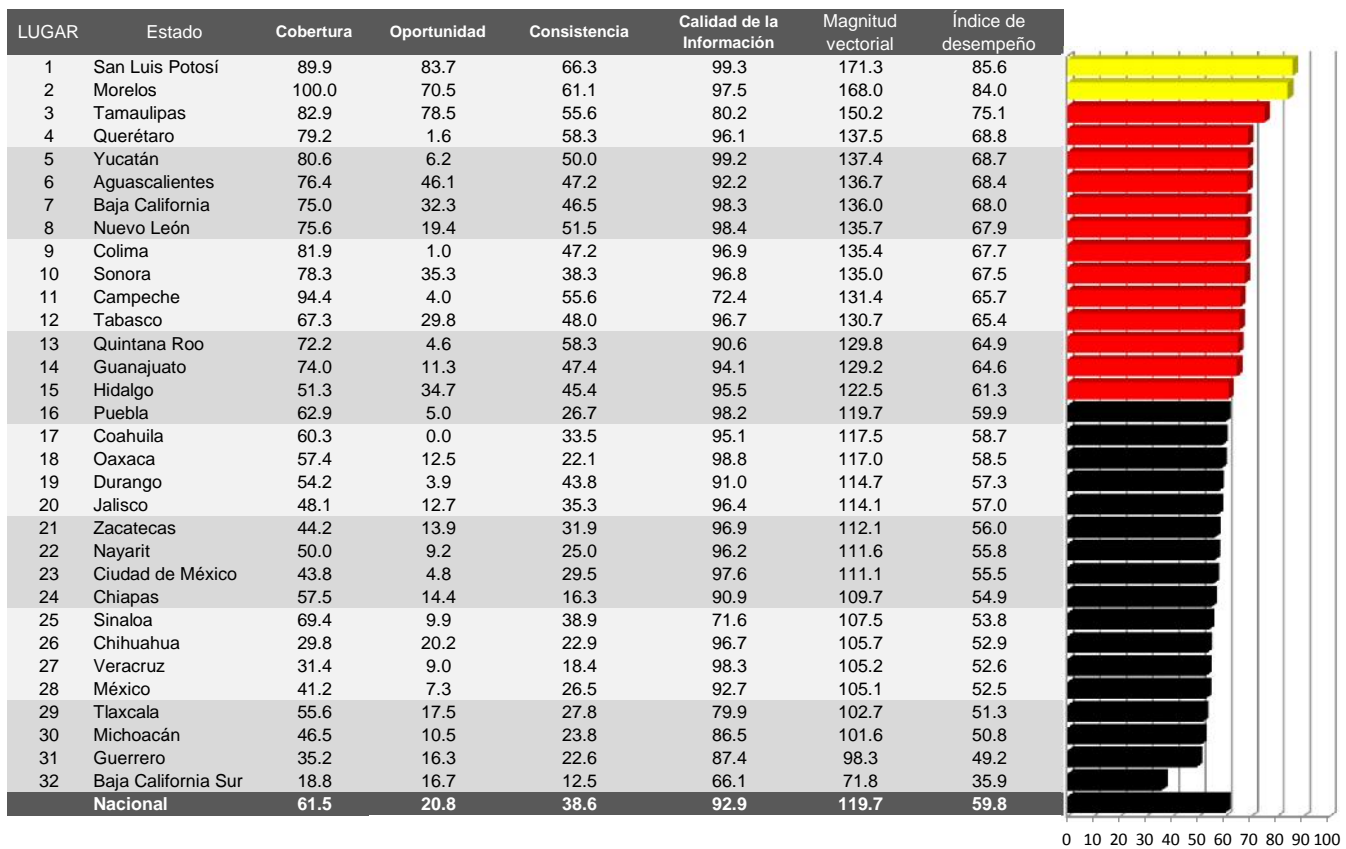 LUGAR Estado Cobertura Oportunidad Consistencia Calidad de la Información Magnitud vectorial Índice de desempeño
1 San Luis Potosí 89.9 83.7 66.3 99.3 171.3 85.6
2 Morelos 100.0 70.5 61.1 97.5 168.0 84.0
3 Tamaulipas 82.9 78.5 55.6 80.2 150.2 75.1
4 Querétaro 79.2 1.6 58.3 96.1 137.5 68.8
5 Yucatán 80.6 6.2 50.0 99.2 137.4 68.7
6 Aguascalientes 76.4 46.1 47.2 92.2 136.7 68.4
7 Baja California 75.0 32.3 46.5 98.3 136.0 68.0
8 Nuevo León 75.6 19.4 51.5 98.4 135.7 67.9
9 Colima 81.9 1.0 47.2 96.9 135.4 67.7
10 Sonora 78.3 35.3 38.3 96.8 135.0 67.5
11 Campeche 94.4 4.0 55.6 72.4 131.4 65.7
12 Tabasco 67.3 29.8 48.0 96.7 130.7 65.4
13 Quintana Roo 72.2 4.6 58.3 90.6 129.8 64.9
14 Guanajuato 74.0 11.3 47.4 94.1 129.2 64.6
15 Hidalgo 51.3 34.7 45.4 95.5 122.5 61.3
16 Puebla 62.9 5.0 26.7 98.2 119.7 59.9
17 Coahuila 60.3 0.0 33.5 95.1 117.5 58.7
18 Oaxaca 57.4 12.5 22.1 98.8 117.0 58.5
19 Durango 54.2 3.9 43.8 91.0 114.7 57.3
20 Jalisco 48.1 12.7 35.3 96.4 114.1 57.0
21 Zacatecas 44.2 13.9 31.9 96.9 112.1 56.0
22 Nayarit 50.0 9.2 25.0 96.2 111.6 55.8
23 Ciudad de México 43.8 4.8 29.5 97.6 111.1 55.5
24 Chiapas 57.5 14.4 16.3 90.9 109.7 54.9
25 Sinaloa 69.4 9.9 38.9 71.6 107.5 53.8
26 Chihuahua 29.8 20.2 22.9 96.7 105.7 52.9
27 Veracruz 31.4 9.0 18.4 98.3 105.2 52.6
28 México 41.2 7.3 26.5 92.7 105.1 52.5
29 Tlaxcala 55.6 17.5 27.8 79.9 102.7 51.3
30 Michoacán 46.5 10.5 23.8 86.5 101.6 50.8
31 Guerrero 35.2 16.3 22.6 87.4 98.3 49.2
32 Baja California Sur 18.8 16.7 12.5 66.1 71.8 35.9
Nacional 61.5 20.8 38.6 92.9 119.7 59.8
0 10 20 30 40 50 60 70 80 90 100